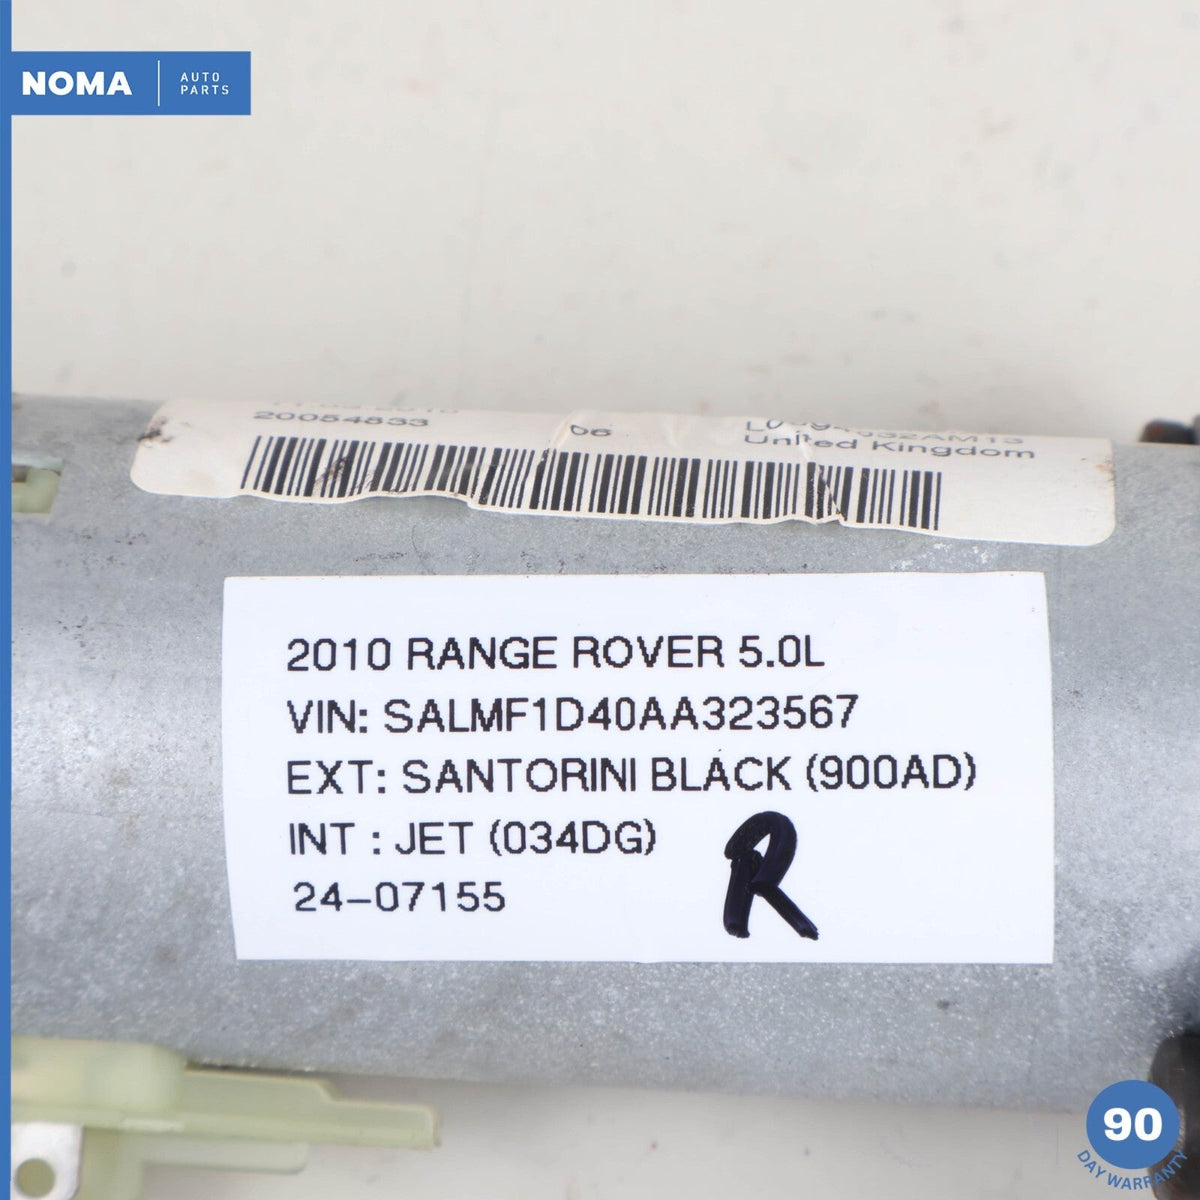 NOMA
AUTO
PARTS
20054833
06
United Kingdom
2010 RANGE ROVER 5.0L
VIN: SALMF1D40AA323567
EXT: SANTORINI BLACK (900AD)
INT : JET (034DG)
24-07155
R
90
DAY WARRANTY